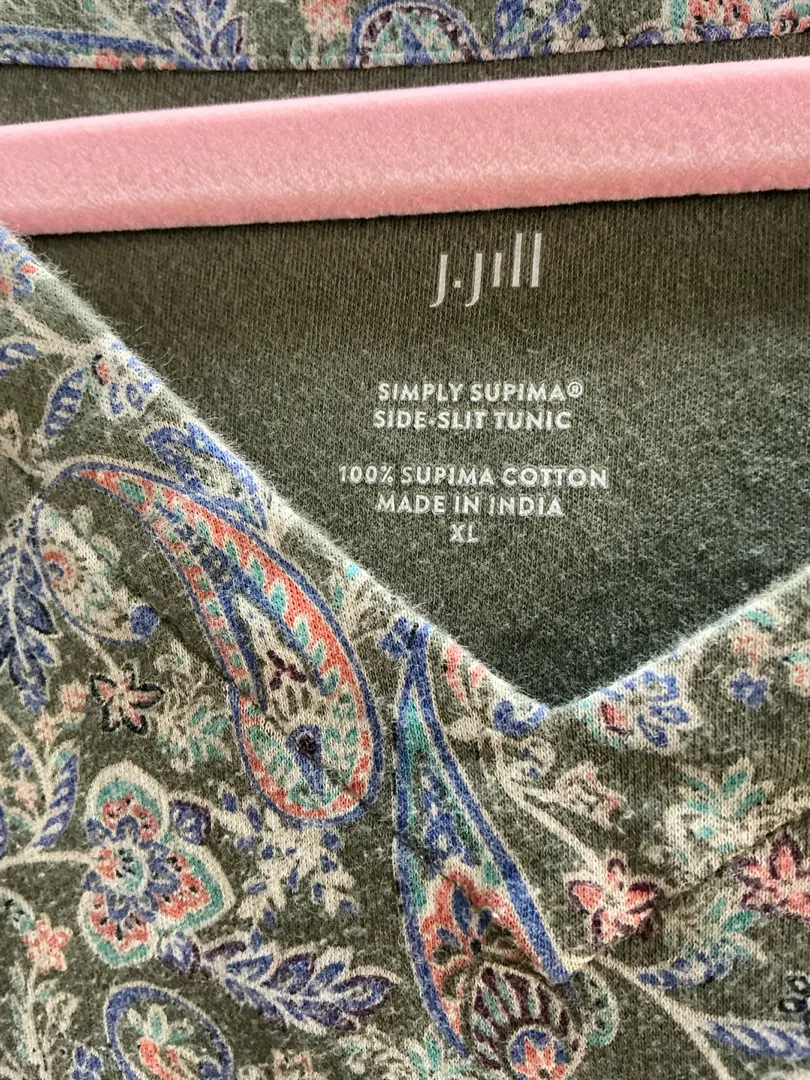 J.Jill
SIMPLY SUPIMA®
SIDE-SLIT TUNIC
100% SUPIMA COTTON
MADE IN INDIA
XL